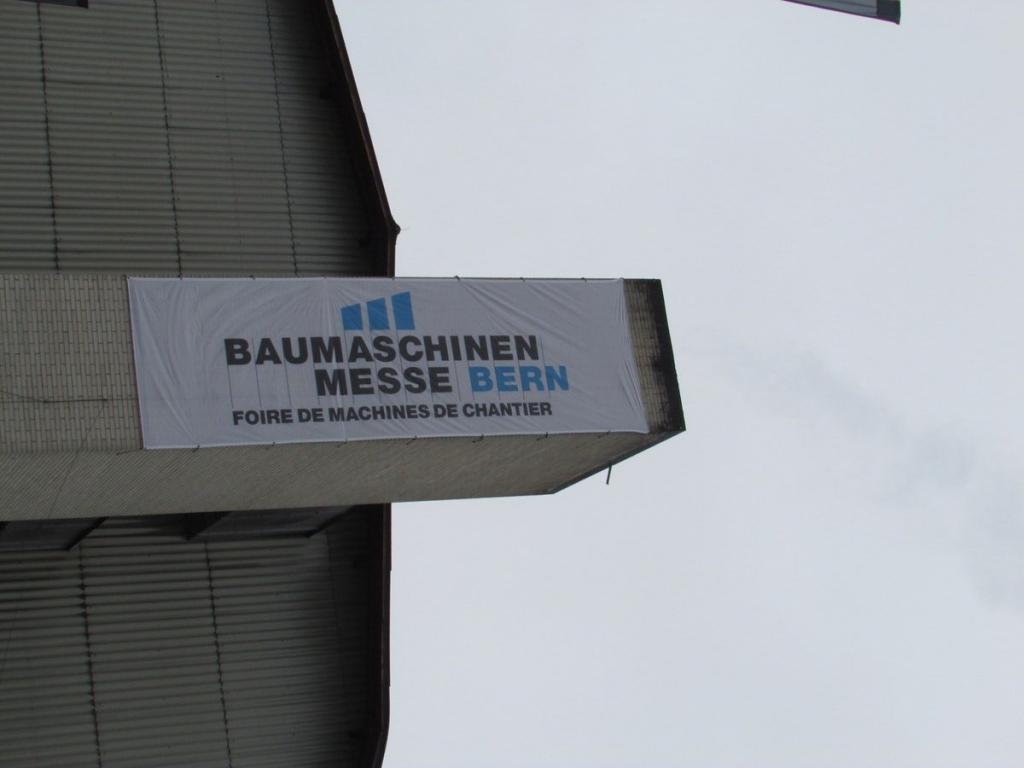 BAUMASCHINEN
MESSE BERN
FOIRE DE MACHINES DE CHANTIER